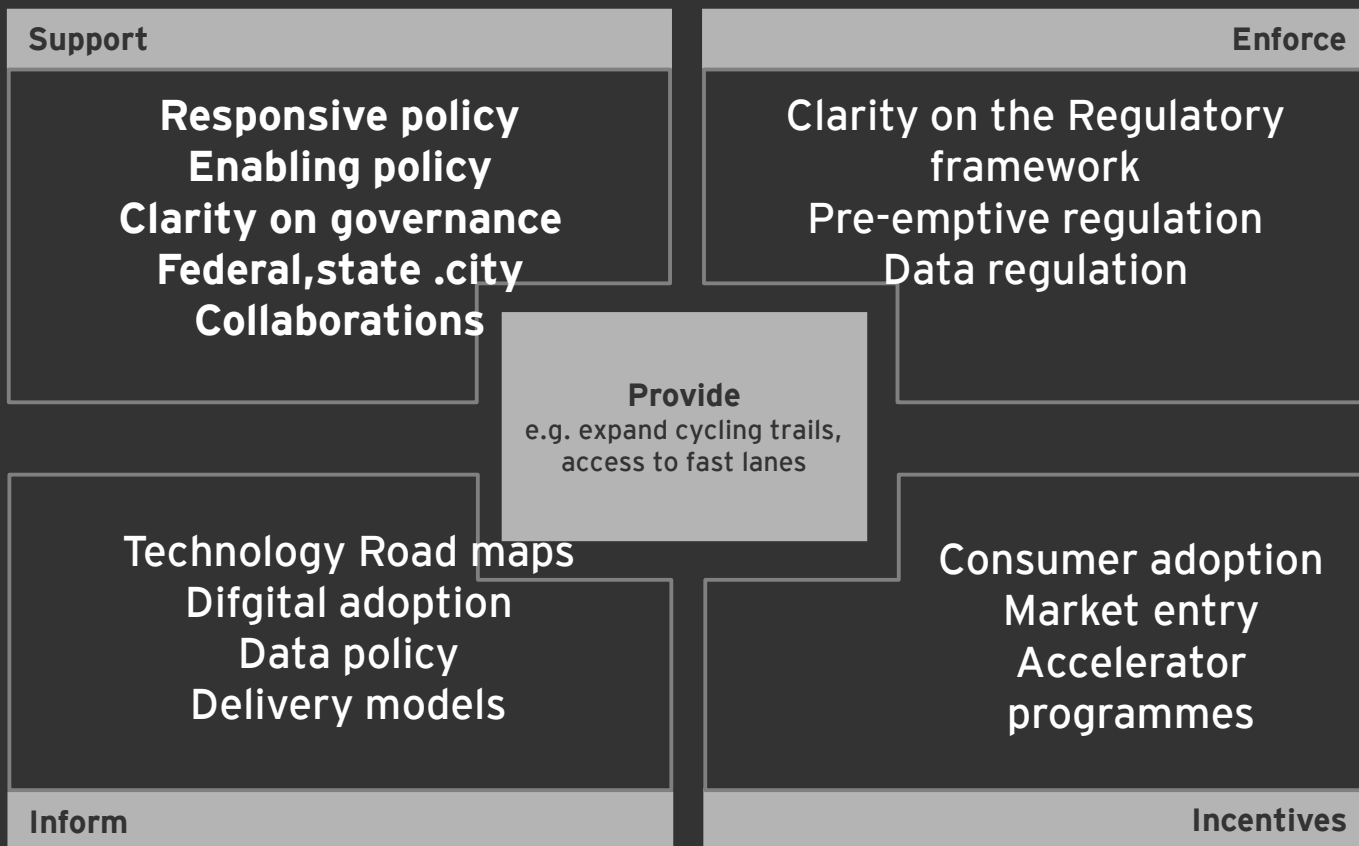 Support
Responsive policy
Enabling policy
Clarity on governance
Federal,state .city
Collaborations
Enforce
Clarity on the Regulatory
framework
Pre-emptive regulation
Data regulation
Provide
e.g. expand cycling trails,
access to fast lanes
Technology Road maps
Difgital adoption
Data policy
Delivery models
Inform
Consumer adoption
Market entry
Accelerator
programmes
Incentives